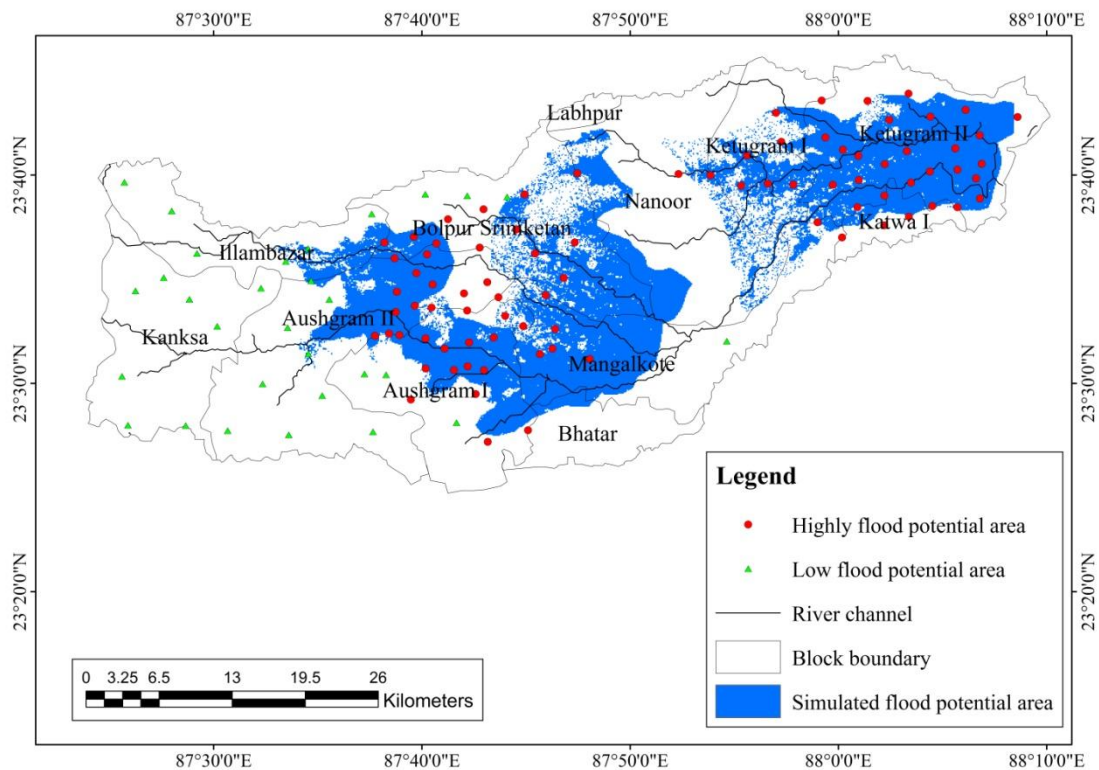 87°30'0"E 87°40'0"E 87°50'0"E 88°0'0"E 88°10'0"E
23°40'0"N 23°40'0"N
23°30'0"N 23°30'0"N
23°20'0"N 23°20'0"N
Labhpur
Ketugram I
Ketugram II
Nanoor
Katwa I
Bolpur Sriniketan
Illambazar
Aushgram II
Kanksa
Mangalkote
Aushgram I
Bhatar
Legend
Highly flood potential area
Low flood potential area
River channel
Block boundary
Simulated flood potential area
0 3.25 6.5 13 19.5 26
Kilometers
87°30'0"E 87°40'0"E 87°50'0"E 88°0'0"E 88°10'0"E